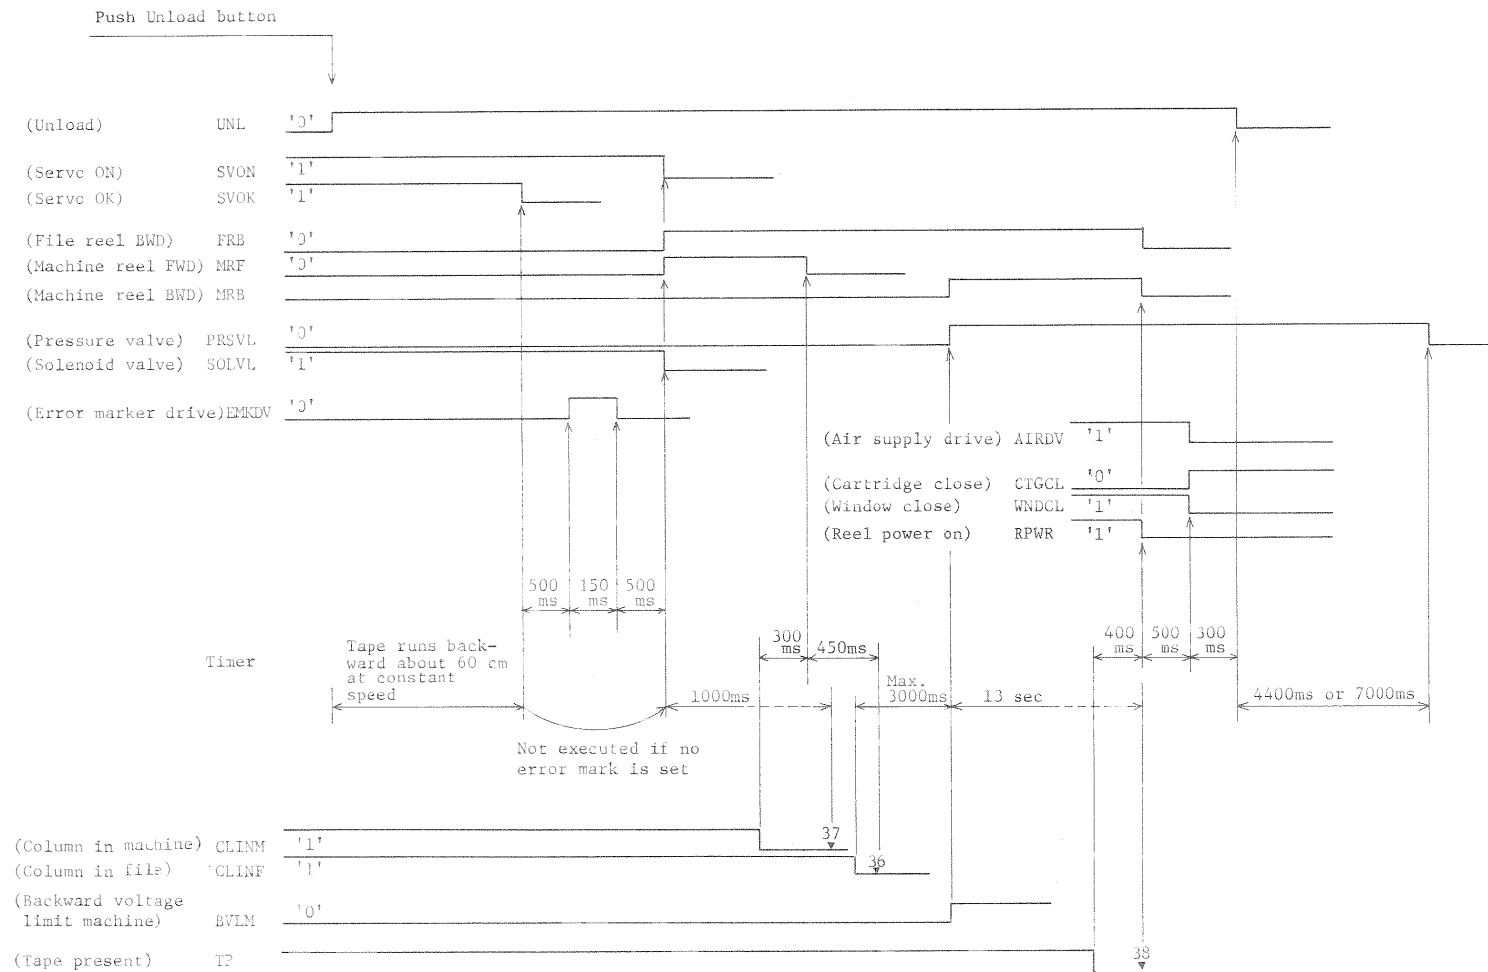 Push Unload button
(Unload) UNL '0'
(Servo ON) SVON '1'
(Servo OK) SVOK '1'
(File reel BWD) FRB '0'
(Machine reel FWD) MRF '0'
(Machine reel BWD) MRB
(Pressure valve) PRSVL '0'
(Solenoid valve) SOLVL '1'
(Error marker drive)EMKDV '0'
(Air supply drive) AIRDV '1'
(Cartridge close) CTGCL '0'
(Window close) WNDCL '1'
(Reel power on) RPWR '1'
500 150 500
ms ms ms
300
ms
450ms
400 500 300
ms ms ms
Timer
Tape runs back-
ward about 60 cm
at constant
speed
1000ms
Max.
3000ms
13 sec
4400ms or 7000ms
Not executed if no
error mark is set
37
(Column in machine) CLINM '1'
36
(Column in file) CLINF '1'
(Backward voltage
limit machine) BVLM '0'
38
(Tape present) TP